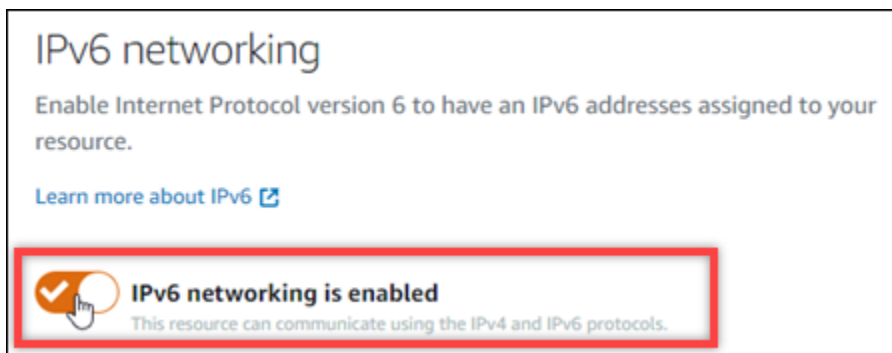 IPv6 networking
Enable Internet Protocol version 6 to have an IPv6 addresses assigned to your
resource.
Learn more about IPv6
IPv6 networking is enabled
This resource can communicate using the IPv4 and IPv6 protocols.